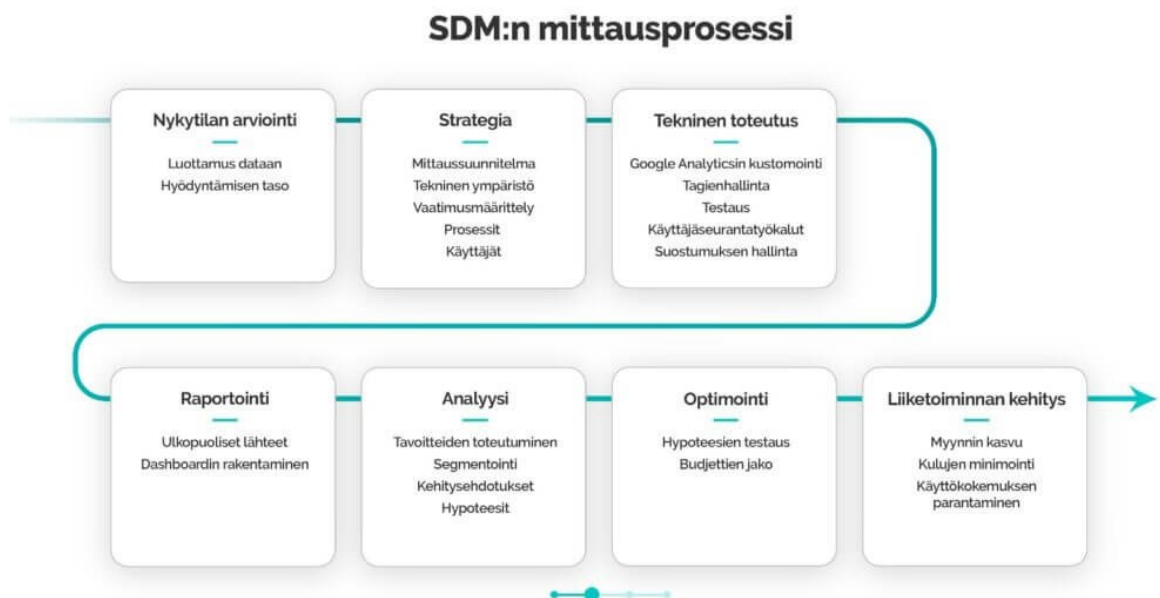 SDM:n mittausprosessi
Nykytilan arviointi
Luottamus dataan
Hyödyntämisen taso
Strategia
Mittaussuunnitelma
Tekninen ympäristö
Vaatimusmäärittely
Prosessit
Käyttäjät
Tekninen toteutus
Google Analyticsin kustomointi
Tagienhallinta
Testaus
Käyttäjäseurantatyökalut
Suostumuksen hallinta
Raportointi
Ulkopuoliset lähteet
Dashboardin rakentaminen
Analyysi
Tavoitteiden toteutuminen
Segmentointi
Kehitysehdotukset
Hypoteesit
Optimointi
Hypoteesien testaus
Budjettien jako
Liiketoiminnan kehitys
Myynnin kasvu
Kulujen minimointi
Käyttökokemuksen
parantaminen